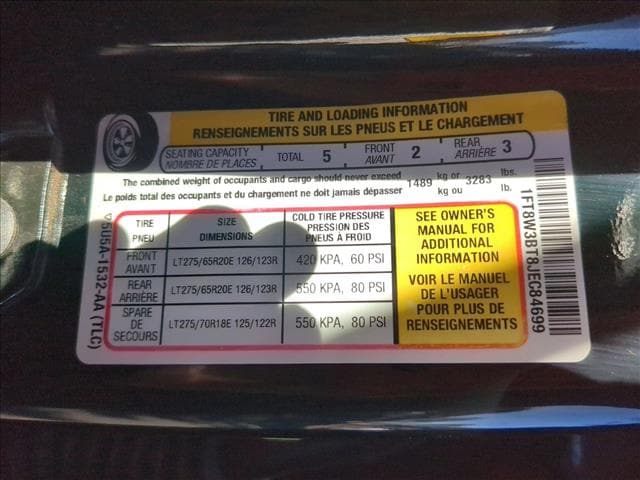 TIRE AND LOADING INFORMATION
RENSEIGNEMENTS SUR LES PNEUS ET LE CHARGEMENT
SEATING CAPACITY
NOMBRE DE PLACES
TOTAL 5
FRONT
AVANT 2
REAR
ARRIÈRE 3
The combined weight of occupants and cargo should never exceed 1489 kg or 3283 lbs.
Le poids total des occupants et du chargement ne doit jamais dépasser kg ou lb.
TIRE
PNEU
SIZE
DIMENSIONS
COLD TIRE PRESSURE
PRESSION DES
PNEUS À FROID
FRONT
AVANT
LT275/65R20E 126/123R
420 KPA, 60 PSI
REAR
ARRIÈRE
LT275/65R20E 126/123R
550 KPA, 80 PSI
SPARE
DE
SECOURS
LT275/70R18E 125/122R
550 KPA, 80 PSI
SEE OWNER'S
MANUAL FOR
ADDITIONAL
INFORMATION
VOIR LE MANUEL
DE L'USAGER
POUR PLUS DE
RENSEIGNEMENTS
5U5A-1532-AA (TLC)
1FT8W3BT8JEC84699